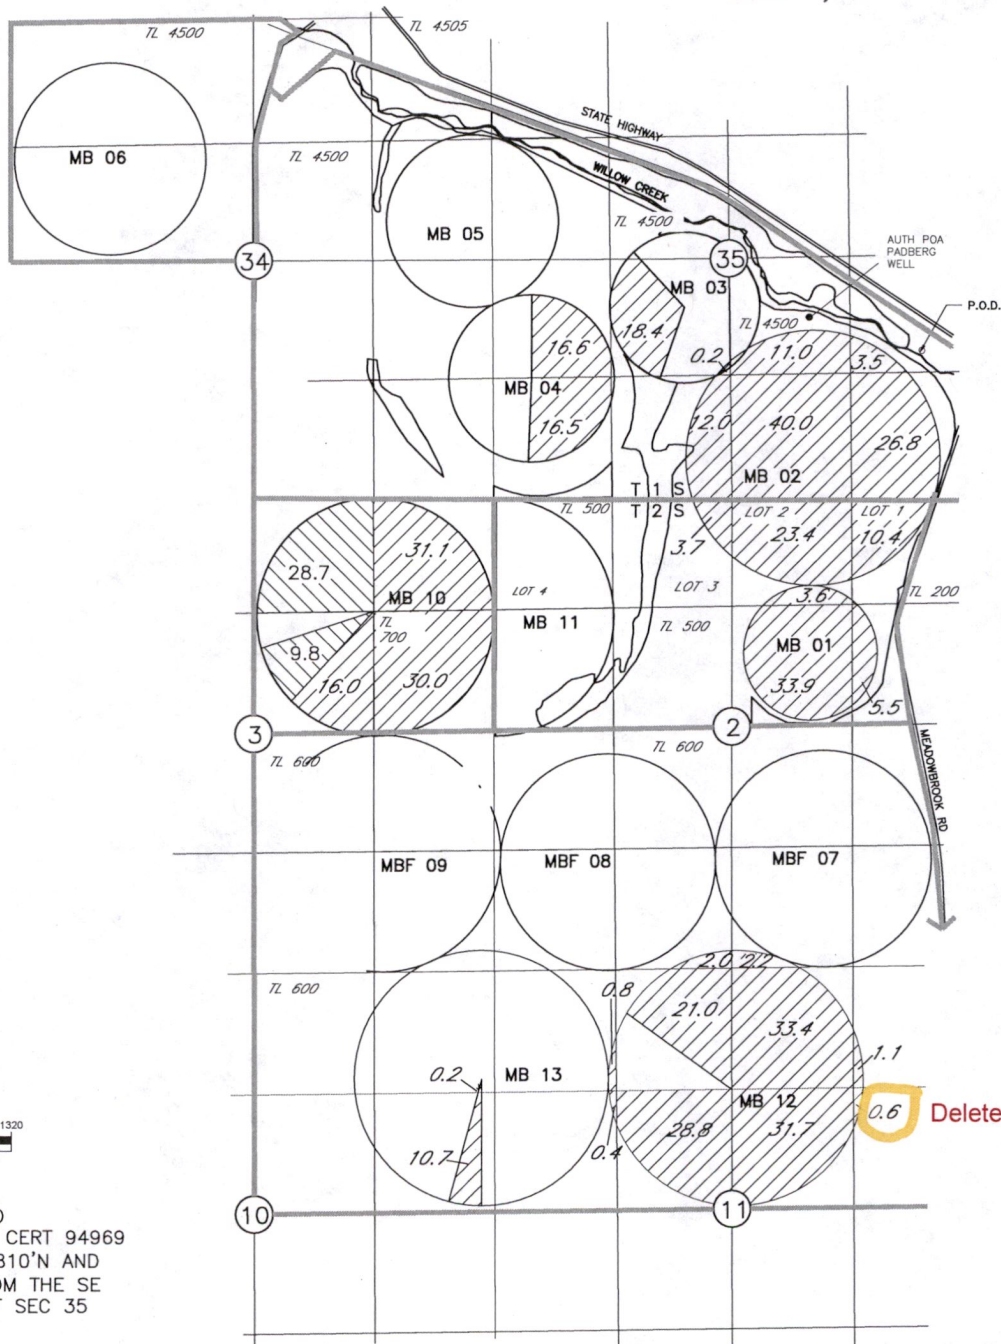 TL 4500
TL 4505
STATE HIGHWAY
MB 06
TL 4500
WILLOW CREEK
MB 05
TL 4500
AUTH POA
PADBERG
WELL
34
35
MB 03
P.O.D.
18.4
TL 4500
16.6
0.2
11.0
3.5
MB 04
16.5
12.0
40.0
26.8
MB 02
T 1 S
TL 500
T 2 S
LOT 2
LOT 1
31.1
3.7
23.4
10.4
28.7
MB 10
LOT 4
LOT 3
3.6
TL 200
TL
700
MB 11
TL 500
MB 01
9.8
16.0
30.0
33.9
5.5
3
2
TL 600
TL 600
MEADOWBROOK RD
MBF 09
MBF 08
MBF 07
2.0
2.2
TL 600
0.8
21.0
33.4
1.1
0.2
MB 13
MB 12
0.6
Delete
1320
28.8
31.7
10.7
0.4
10
11
CERT 94969
310'N AND
OM THE SE
SEC 35